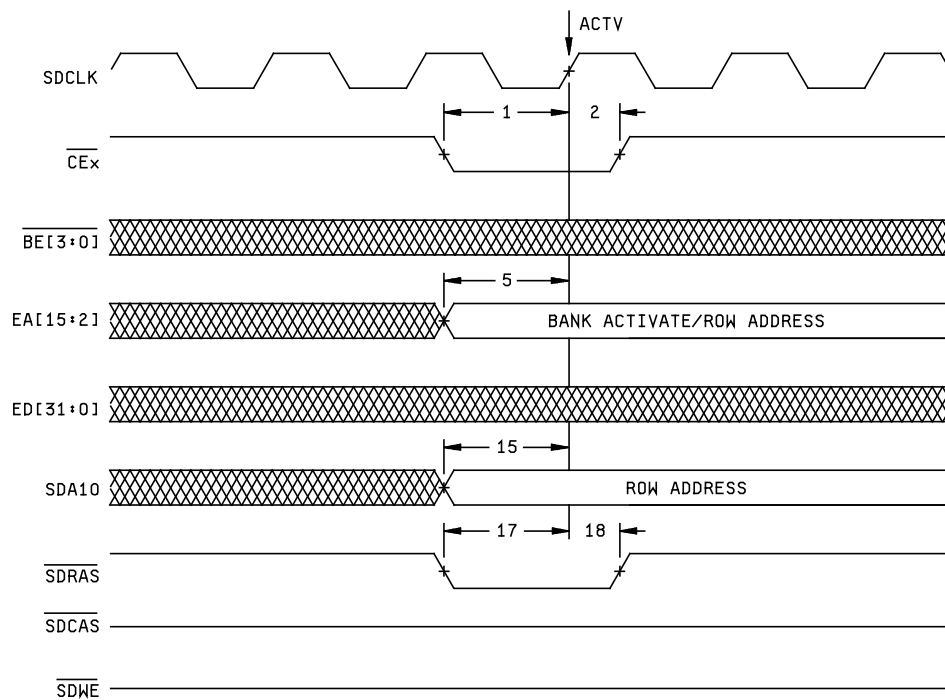 ACTV
SDCLK
1 2
CEx
BE[3:0]
5
EA[15:2] BANK ACTIVATE/ROW ADDRESS
ED[31:0]
15
SDA10 ROW ADDRESS
17 18
SDRAS
SDCAS
SDWE